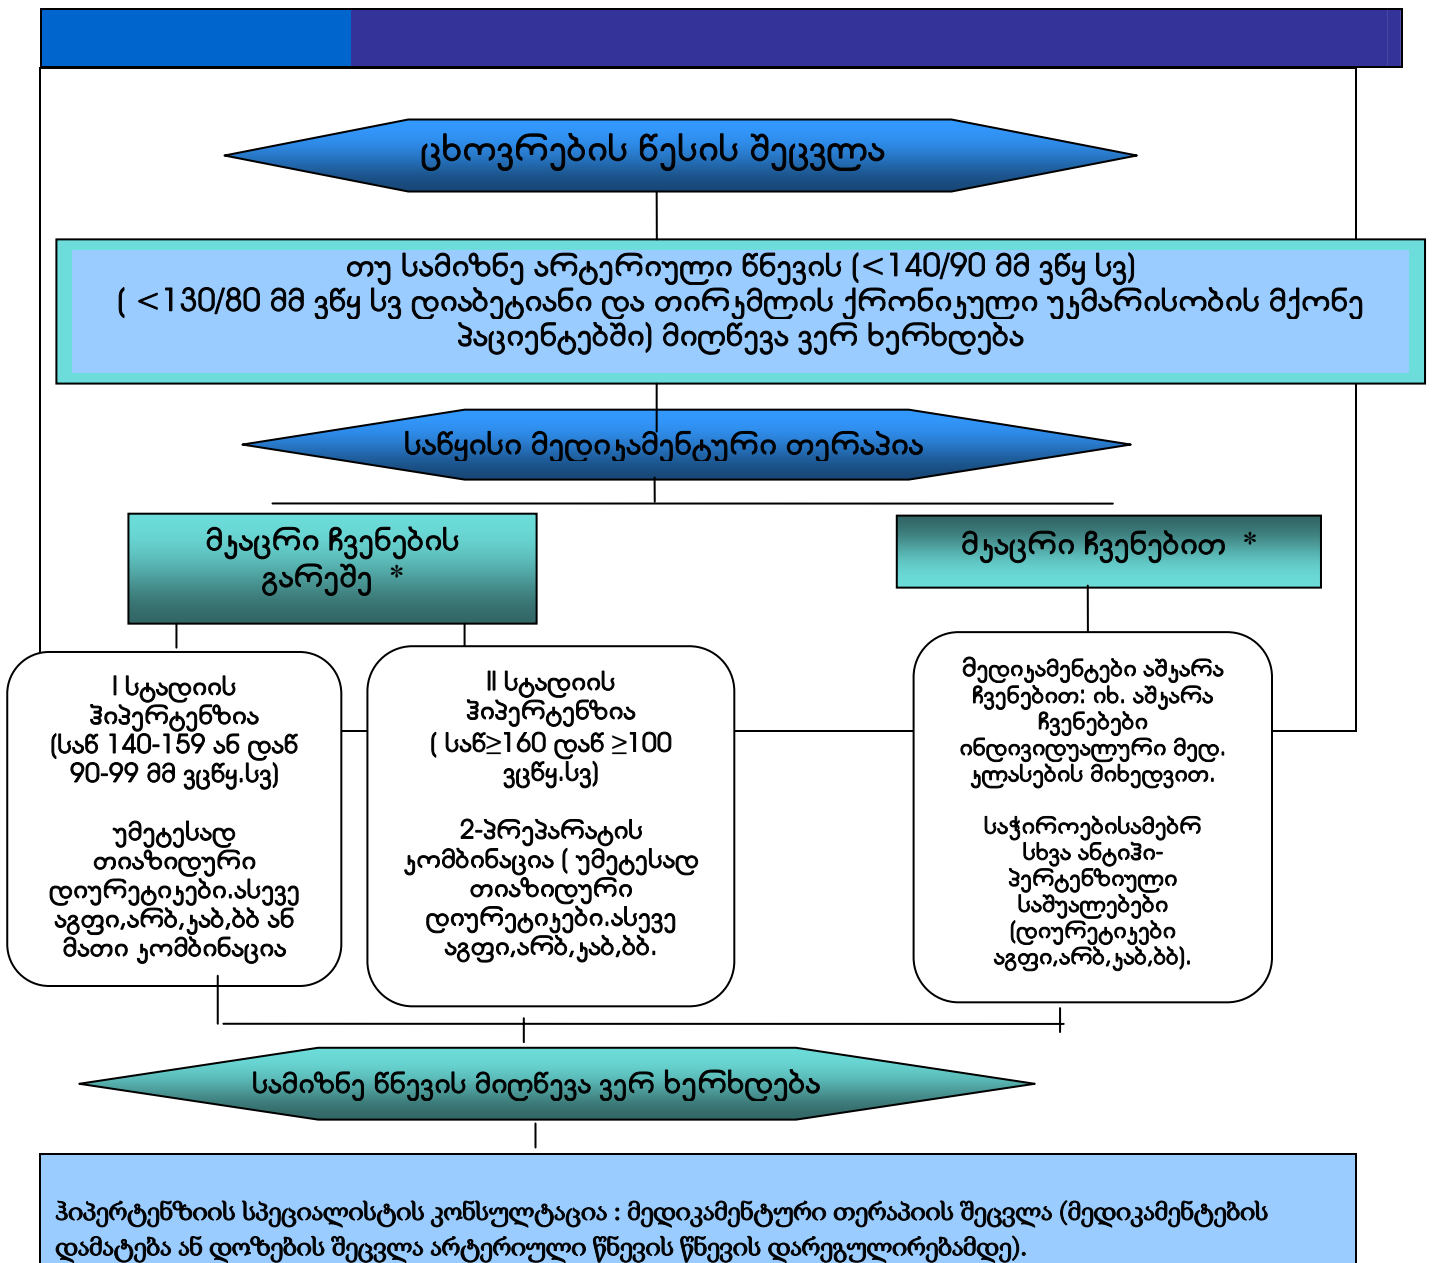 ცხოვრების წესის შეცვლა
თუ სამიზნე არტერიული წნევის (<140/90 მმ ვწყ სვ)
( <130/80 მმ ვწყ სვ დიაბეტიანი და თირკმლის ქრონიკული უკმარისობის მქონე
პაციენტებში) მიღწევა ვერ ხერხდება
საწყისი მედიკამენტური თერაპია
მკაცრი ჩვენების
გარეშე *
მკაცრი ჩვენებით *
I სტადიის
ჰიპერტენზია
(საწ 140-159 ან დაწ
90-99 მმ ვცწყ.სვ)
უმეტესად
თიაზიდური
დიურეტიკები.ასევე
აგფი,არბ,კაბ,ბბ ან
მათი კომბინაცია
II სტადიის
ჰიპერტენზია
( საწ≥160 დაწ ≥100
ვცწყ.სვ)
2-პრეპარატის
კომბინაცია ( უმეტესად
თიაზიდური
დიურეტიკები.ასევე
აგფი,არბ,კაბ,ბბ.
მედიკამენტები აშკარა
ჩვენებით: იხ. აშკარა
ჩვენებები
ინდივიდუალური მედ.
კლასების მიხედვით.
საჭიროებისამებრ
სხვა ანტიჰი-
პერტენზიული
საშუალებები
(დიურეტიკები
აგფი,არბ,კაბ,ბბ).
სამიზნე წნევის მიღწევა ვერ ხერხდება
ჰიპერტენზიის სპეციალისტის კონსულტაცია : მედიკამენტური თერაპიის შეცვლა (მედიკამენტების
დამატება ან დოზების შეცვლა არტერიული წნევის წნევის დარეგულირებამდე).